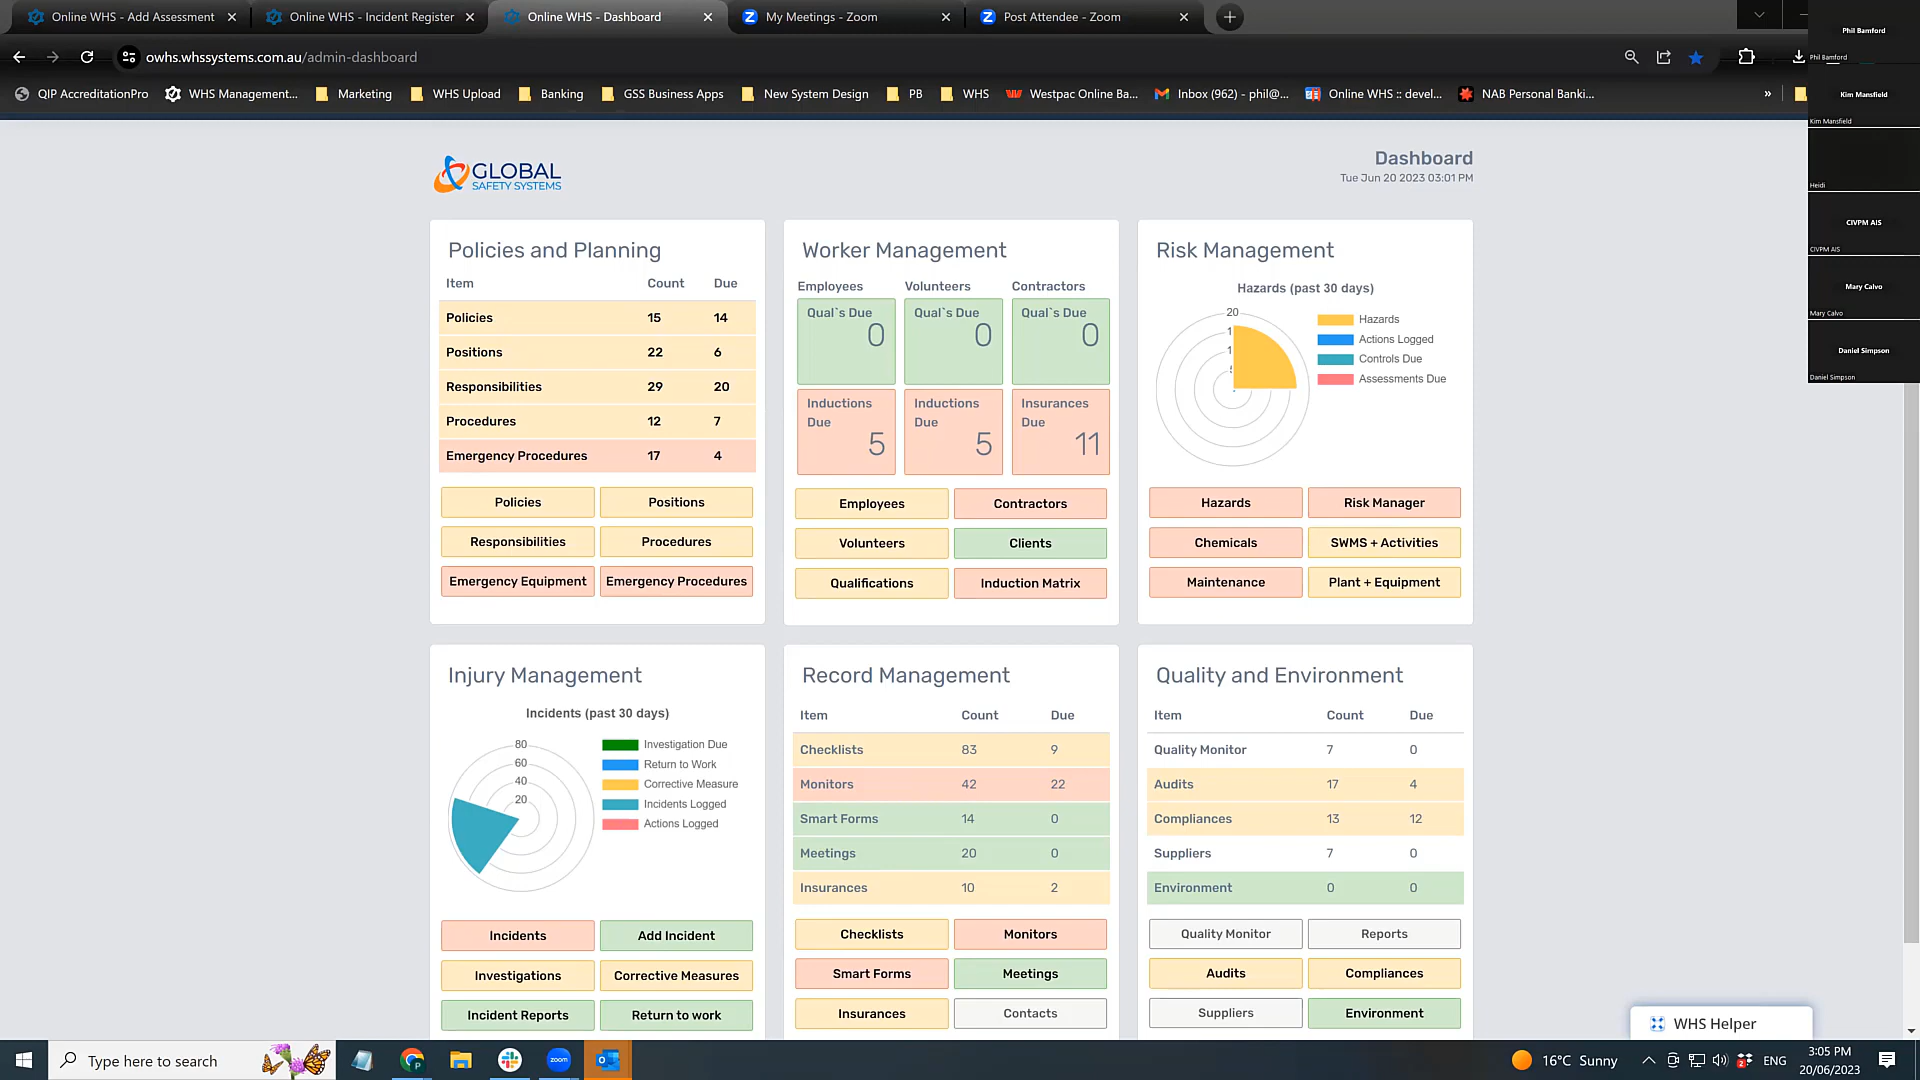 Online WHS - Add Assessment
Online WHS - Incident Register
Online WHS - Dashboard
My Meetings - Zoom
Post Attendee - Zoom
owhs.whssystems.com.au/admin-dashboard
QIP AccreditationPro
WHS Management...
Marketing
WHS Upload
Banking
GSS Business Apps
New System Design
PB
WHS
Westpac Online Ba...
Inbox (962) - phil@...
Online WHS :: devel...
NAB Personal Banki...
»
Phil Bamford
Phil Bamford
Kim Mansfield
Kim Mansfield
Heidi
CIVPM AIS
CIVPM AIS
Mary Calvo
Mary Calvo
Daniel Simpson
Daniel Simpson
GLOBAL
SAFETY SYSTEMS
Dashboard
Tue Jun 20 2023 03:01 PM
Policies and Planning
Item Count Due
Policies 15 14
Positions 22 6
Responsibilities 29 20
Procedures 12 7
Emergency Procedures 17 4
Policies Positions
Responsibilities Procedures
Emergency Equipment Emergency Procedures
Worker Management
Employees Volunteers Contractors
Qual`s Due Qual`s Due Qual`s Due
0 0 0
Inductions Inductions Insurances
Due Due Due
5 5 11
Employees Contractors
Volunteers Clients
Qualifications Induction Matrix
Risk Management
Hazards (past 30 days)
20
Hazards
Actions Logged
Controls Due
Assessments Due
Hazards Risk Manager
Chemicals SWMS + Activities
Maintenance Plant + Equipment
Injury Management
Incidents (past 30 days)
80
60
40
20
Investigation Due
Return to Work
Corrective Measure
Incidents Logged
Actions Logged
Incidents Add Incident
Investigations Corrective Measures
Incident Reports Return to work
Record Management
Item Count Due
Checklists 83 9
Monitors 42 22
Smart Forms 14 0
Meetings 20 0
Insurances 10 2
Checklists Monitors
Smart Forms Meetings
Insurances Contacts
Quality and Environment
Item Count Due
Quality Monitor 7 0
Audits 17 4
Compliances 13 12
Suppliers 7 0
Environment 0 0
Quality Monitor Reports
Audits Compliances
Suppliers Environment
WHS Helper
Type here to search
zoom
16°C Sunny
ENG
3:05 PM
20/06/2023